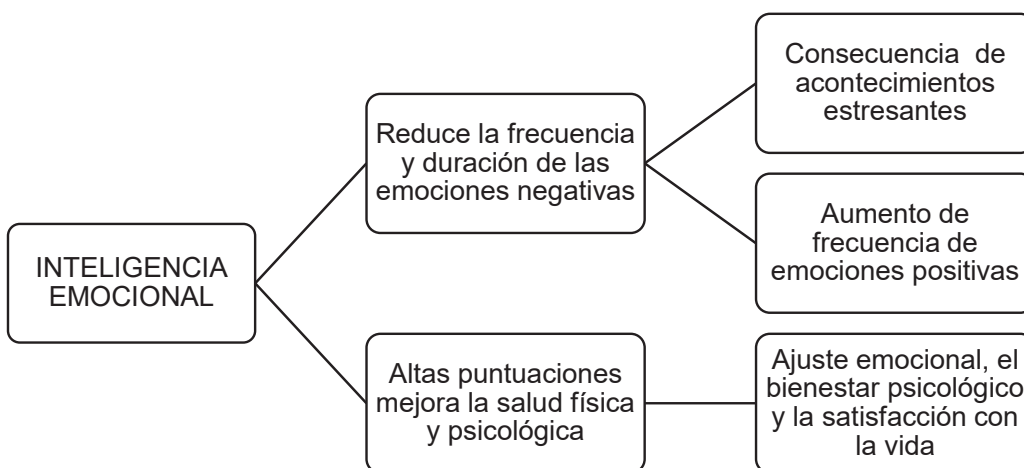 INTELIGENCIA
EMOCIONAL
Reduce la frecuencia
y duración de las
emociones negativas
Consecuencia de
acontecimientos
estresantes
Aumento de
frecuencia de
emociones positivas
Altas puntuaciones
mejora la salud física
y psicológica
Ajuste emocional, el
bienestar psicológico
y la satisfacción con
la vida